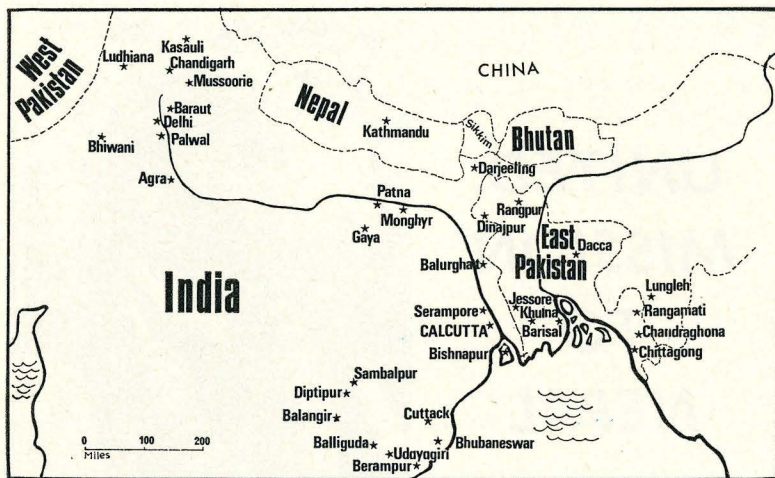 West
Pakistan
Ludhiana
Kasauli
Chandigarh
Mussoorie
Baraut
Delhi
Palwal
Bhiwani
Agra
Nepal
Kathmandu
CHINA
Sikkim
Bhutan
Darjeeling
Patna
Monghyr
Gaya
Rangpur
Dinajpur
East
Pakistan
Dacca
India
Balurghat
Serampore
CALCUTTA
Bishnapur
Jessore
Khulna
Barisal
Lungleh
Rangamati
Chandraghona
Chittagong
Sambalpur
Diptipur
Balangir
Cuttack
Balliguda
Udayagiri
Bhubaneswar
Berampur
0 100 200
Miles